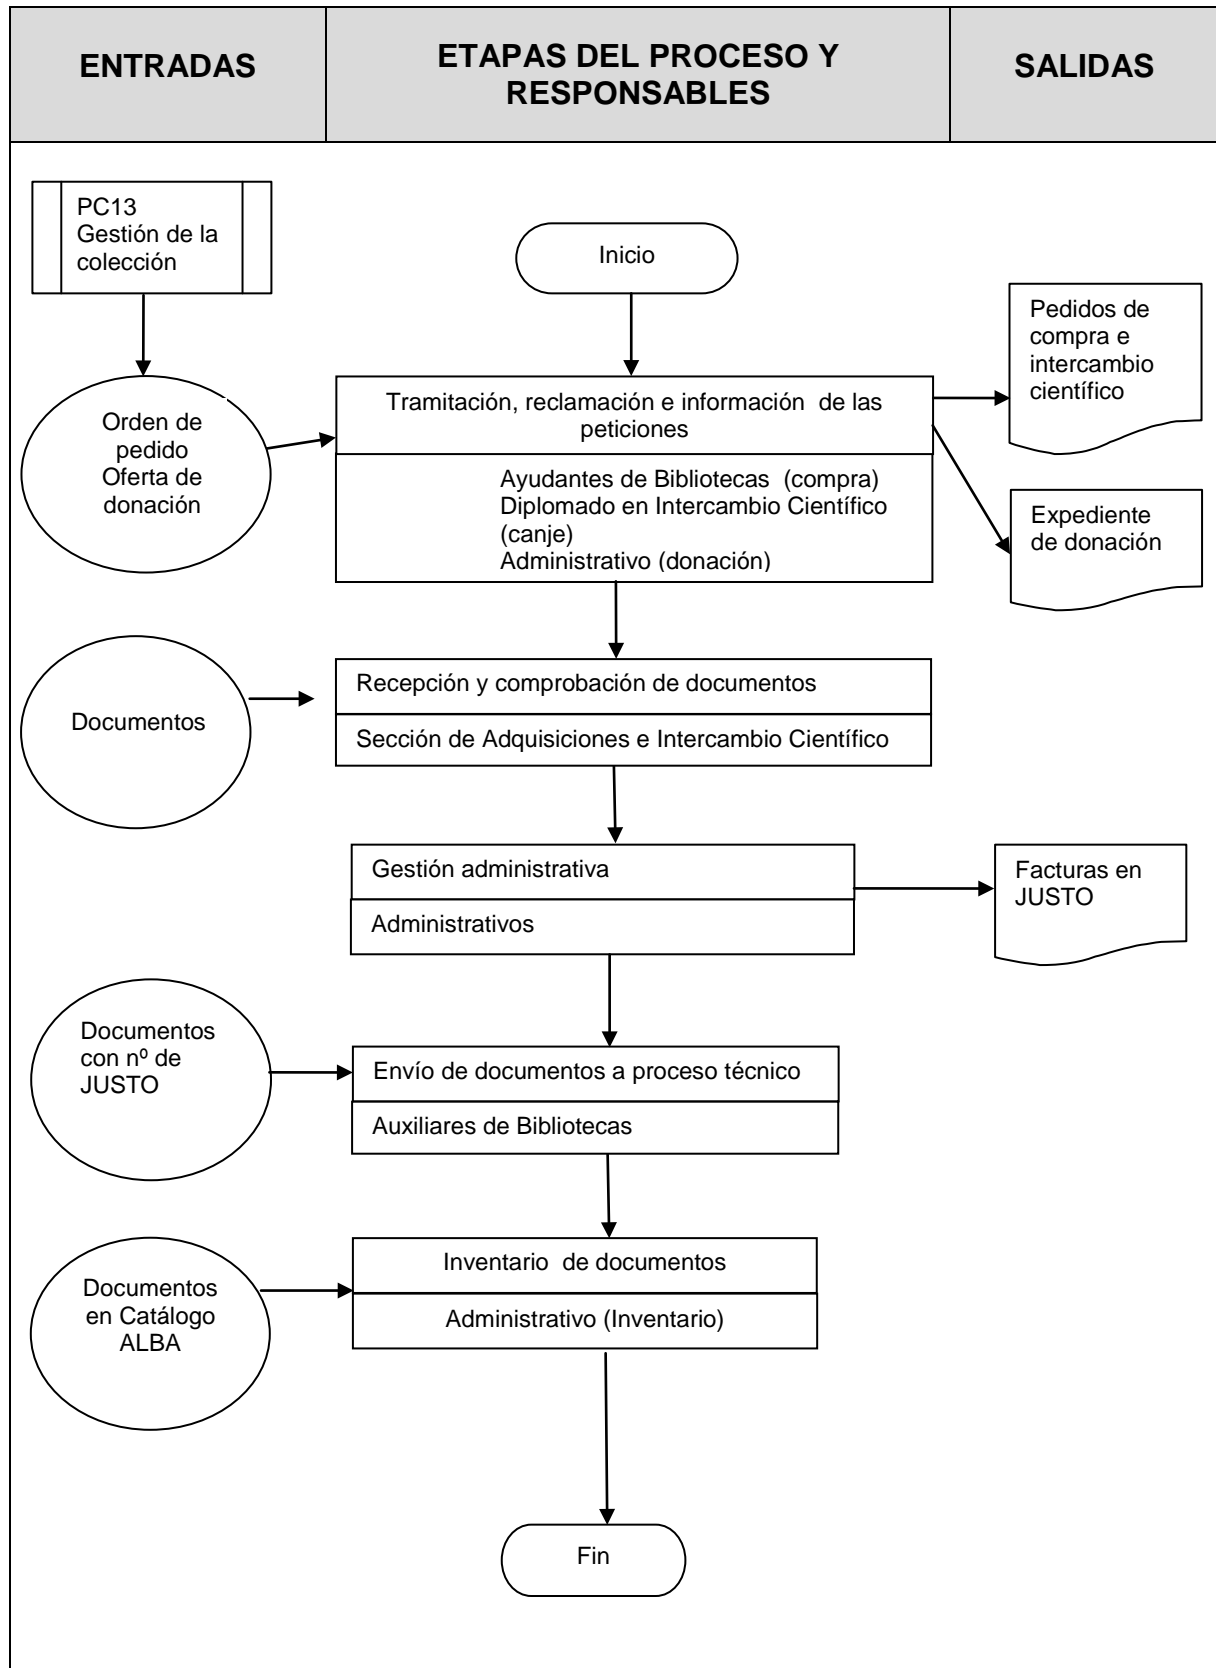 ENTRADAS
ETAPAS DEL PROCESO Y
RESPONSABLES
SALIDAS
PC13
Gestión de la
colección
Inicio
Pedidos de
compra e
intercambio
científico
Orden de
pedido
Oferta de
donación
Tramitación, reclamación e información de las
peticiones
Ayudantes de Bibliotecas (compra)
Diplomado en Intercambio Científico
(canje)
Administrativo (donación)
Expediente
de donación
Documentos
Recepción y comprobación de documentos
Sección de Adquisiciones e Intercambio Científico
Gestión administrativa
Administrativos
Facturas en
JUSTO
Documentos
con nº de
JUSTO
Envío de documentos a proceso técnico
Auxiliares de Bibliotecas
Documentos
en Catálogo
ALBA
Inventario de documentos
Administrativo (Inventario)
Fin